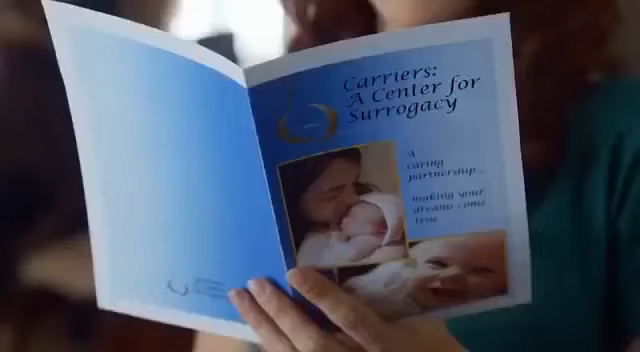 Carriers:
A Center for
Surrogacy
A
caring
partnership...
making your
dreams come
true